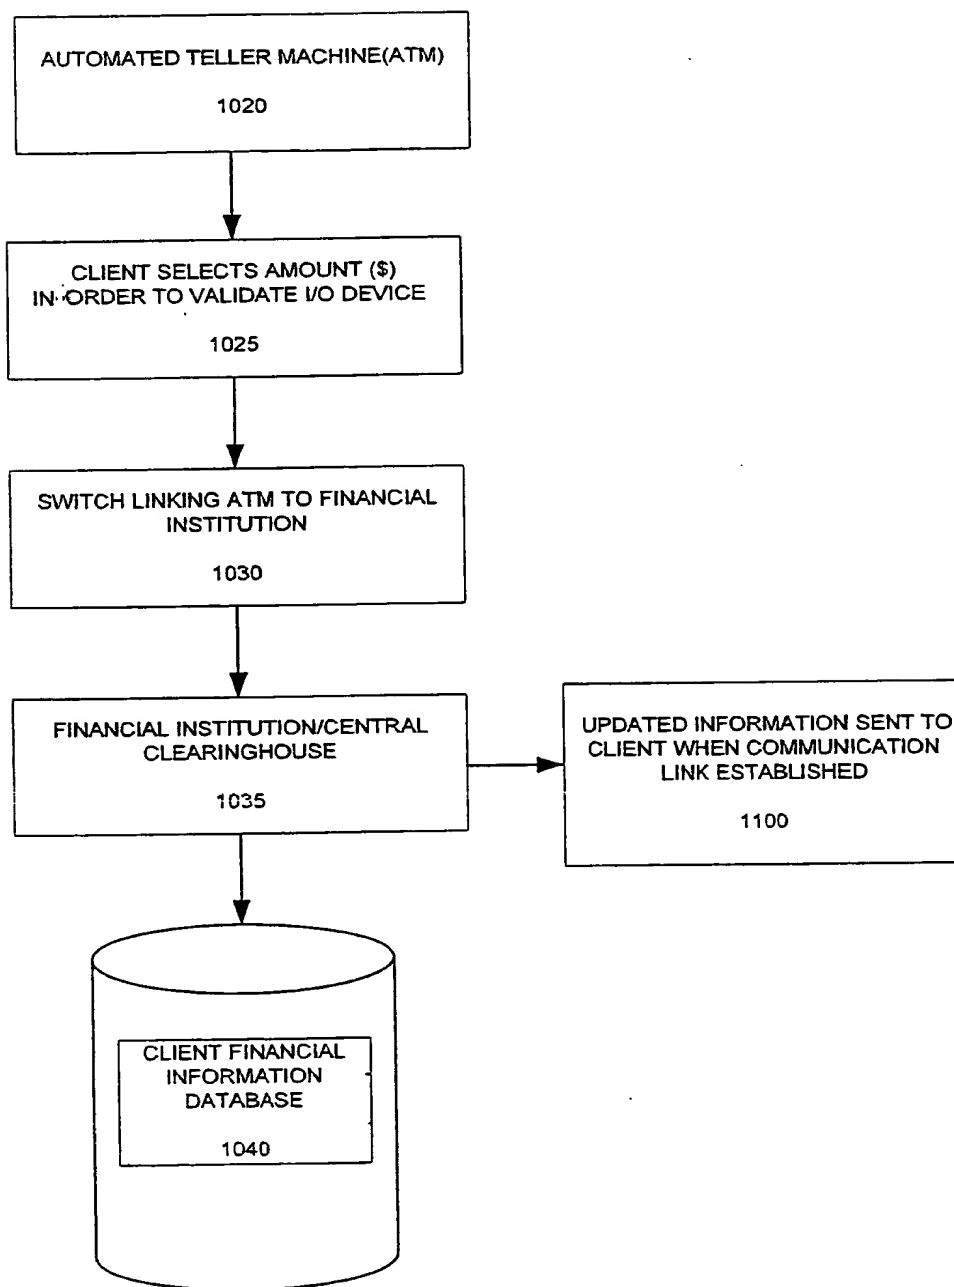 AUTOMATED TELLER MACHINE(ATM)
1020
CLIENT SELECTS AMOUNT ($)
IN ORDER TO VALIDATE I/O DEVICE
1025
SWITCH LINKING ATM TO FINANCIAL
INSTITUTION
1030
FINANCIAL INSTITUTION/CENTRAL
CLEARINGHOUSE
1035
UPDATED INFORMATION SENT TO
CLIENT WHEN COMMUNICATION
LINK ESTABLISHED
1100
CLIENT FINANCIAL
INFORMATION
DATABASE
1040